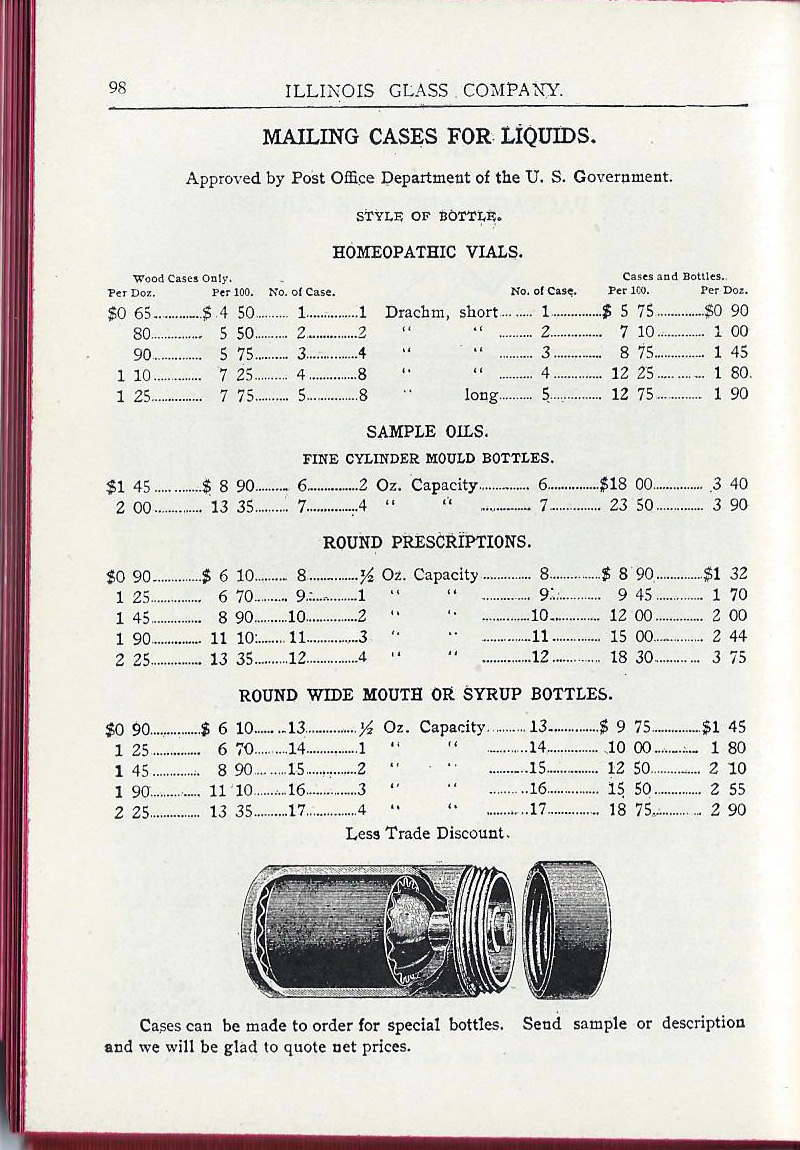 98 ILLINOIS GLASS COMPANY.
MAILING CASES FOR LIQUIDS.
Approved by Post Office Department of the U. S. Government.
STYLE OF BOTTLE.
HOMEOPATHIC VIALS.
Wood Cases Only. Cases and Bottles.
Per Doz. Per 100. No. of Case. No. of Case. Per 100. Per Doz.
$0 65 $ 4 50 1 1 Drachm, short 1 $ 5 75 $0 90
80 5 50 2 2 " " 2 7 10 1 00
90 5 75 3 4 " " 3 8 75 1 45
1 10 7 25 4 8 " " 4 12 25 1 80
1 25 7 75 5 8 " long 5 12 75 1 90
SAMPLE OILS.
FINE CYLINDER MOULD BOTTLES.
$1 45 $ 8 90 6 2 Oz. Capacity 6 $18 00 3 40
2 00 13 35 7 4 " " 7 23 50 3 90
ROUND PRESCRIPTIONS.
$0 90 $ 6 10 8 ½ Oz. Capacity 8 $ 8 90 $1 32
1 25 6 70 9 1 " " 9 9 45 1 70
1 45 8 90 10 2 " " 10 12 00 2 00
1 90 11 10 11 3 " " 11 15 00 2 44
2 25 13 35 12 4 " " 12 18 30 3 75
ROUND WIDE MOUTH OR SYRUP BOTTLES.
$0 90 $ 6 10 13 ½ Oz. Capacity 13 $ 9 75 $1 45
1 25 6 70 14 1 " " 14 10 00 1 80
1 45 8 90 15 2 " " 15 12 50 2 10
1 90 11 10 16 3 " " 16 15 50 2 55
2 25 13 35 17 4 " " 17 18 75 2 90
Less Trade Discount.
Cases can be made to order for special bottles. Send sample or description
and we will be glad to quote net prices.